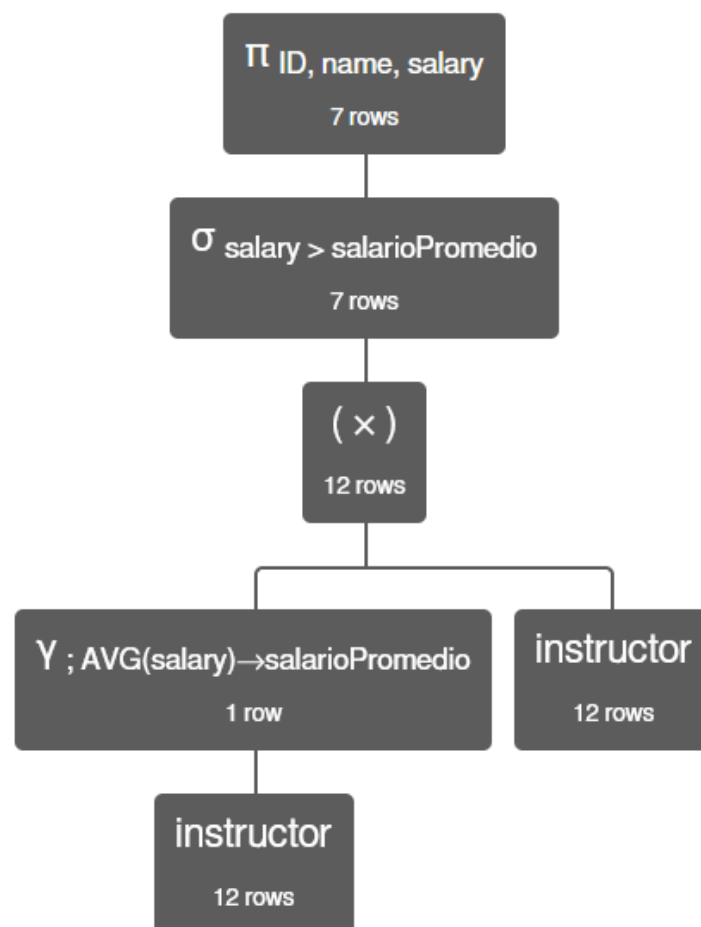 π ID, name, salary
7 rows
σ salary > salarioPromedio
7 rows
( × )
12 rows
γ ; AVG(salary)→salarioPromedio
1 row
instructor
12 rows
instructor
12 rows